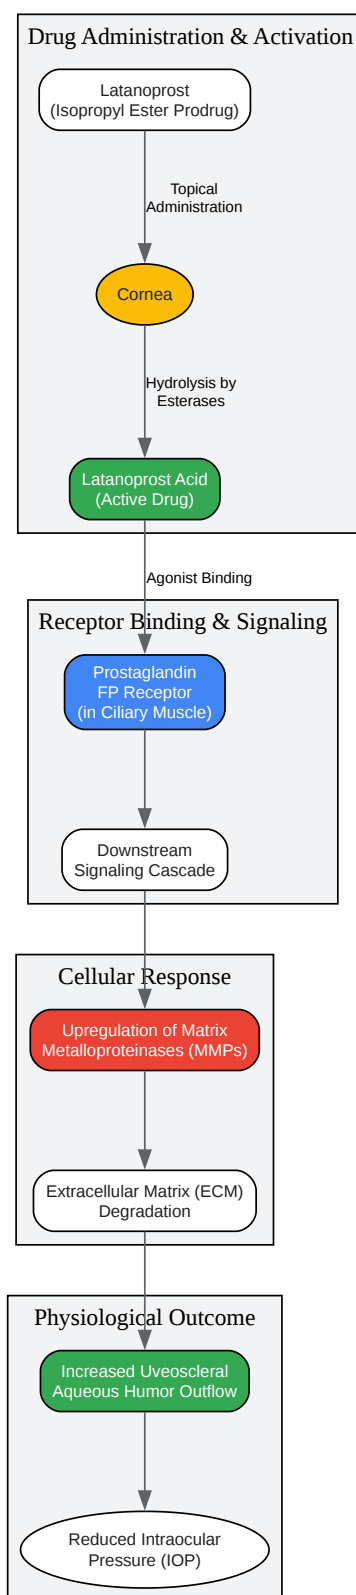 Drug Administration & Activation
Latanoprost
(Isopropyl Ester Prodrug)
Topical
Administration
Cornea
Hydrolysis by
Esterases
Latanoprost Acid
(Active Drug)
Agonist Binding
Receptor Binding & Signaling
Prostaglandin
FP Receptor
(in Ciliary Muscle)
Downstream
Signaling Cascade
Cellular Response
Upregulation of Matrix
Metalloproteinases (MMPs)
Extracellular Matrix (ECM)
Degradation
Physiological Outcome
Increased Uveoscleral
Aqueous Humor Outflow
Reduced Intraocular
Pressure (IOP)